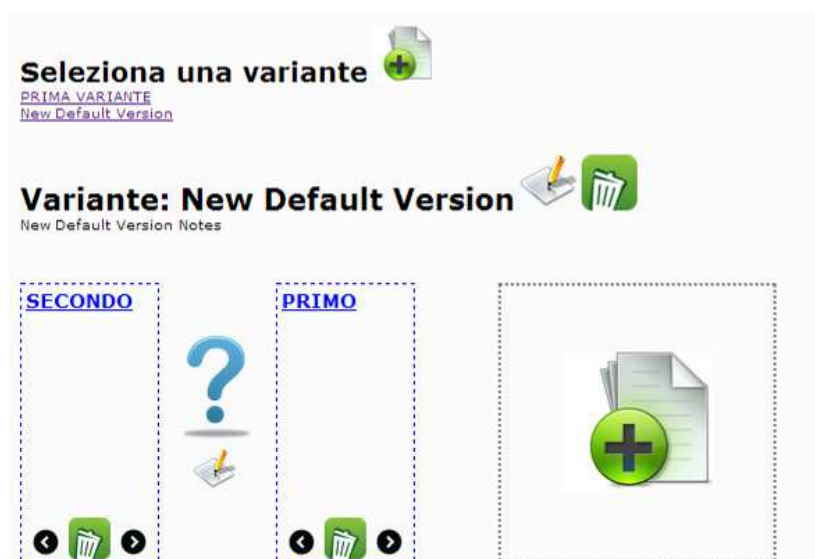 Seleziona una variante
PRIMA VARIANTE
New Default Version
Variante: New Default Version
New Default Version Notes
SECONDO
PRIMO